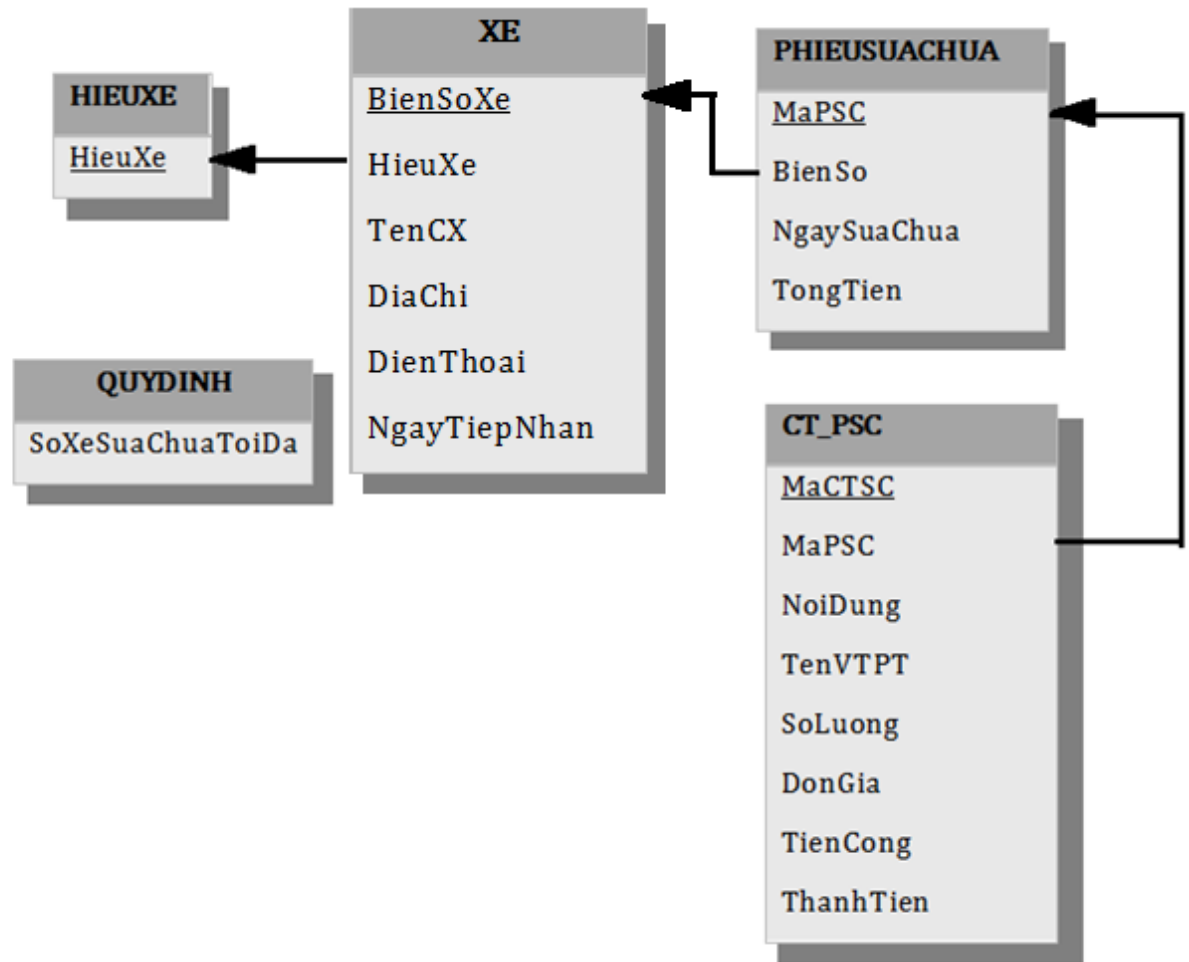 HIEUXE
HieuXe
QUYDINH
SoXeSuaChuaToiDa
XE
BienSoXe
HieuXe
TenCX
DiaChi
DienThoai
NgayTiepNhan
PHIEUSUACHUA
MaPSC
BienSo
NgaySuaChua
TongTien
CT_PSC
MaCTSC
MaPSC
NoiDung
TenVTPT
SoLuong
DonGia
TienCong
ThanhTien